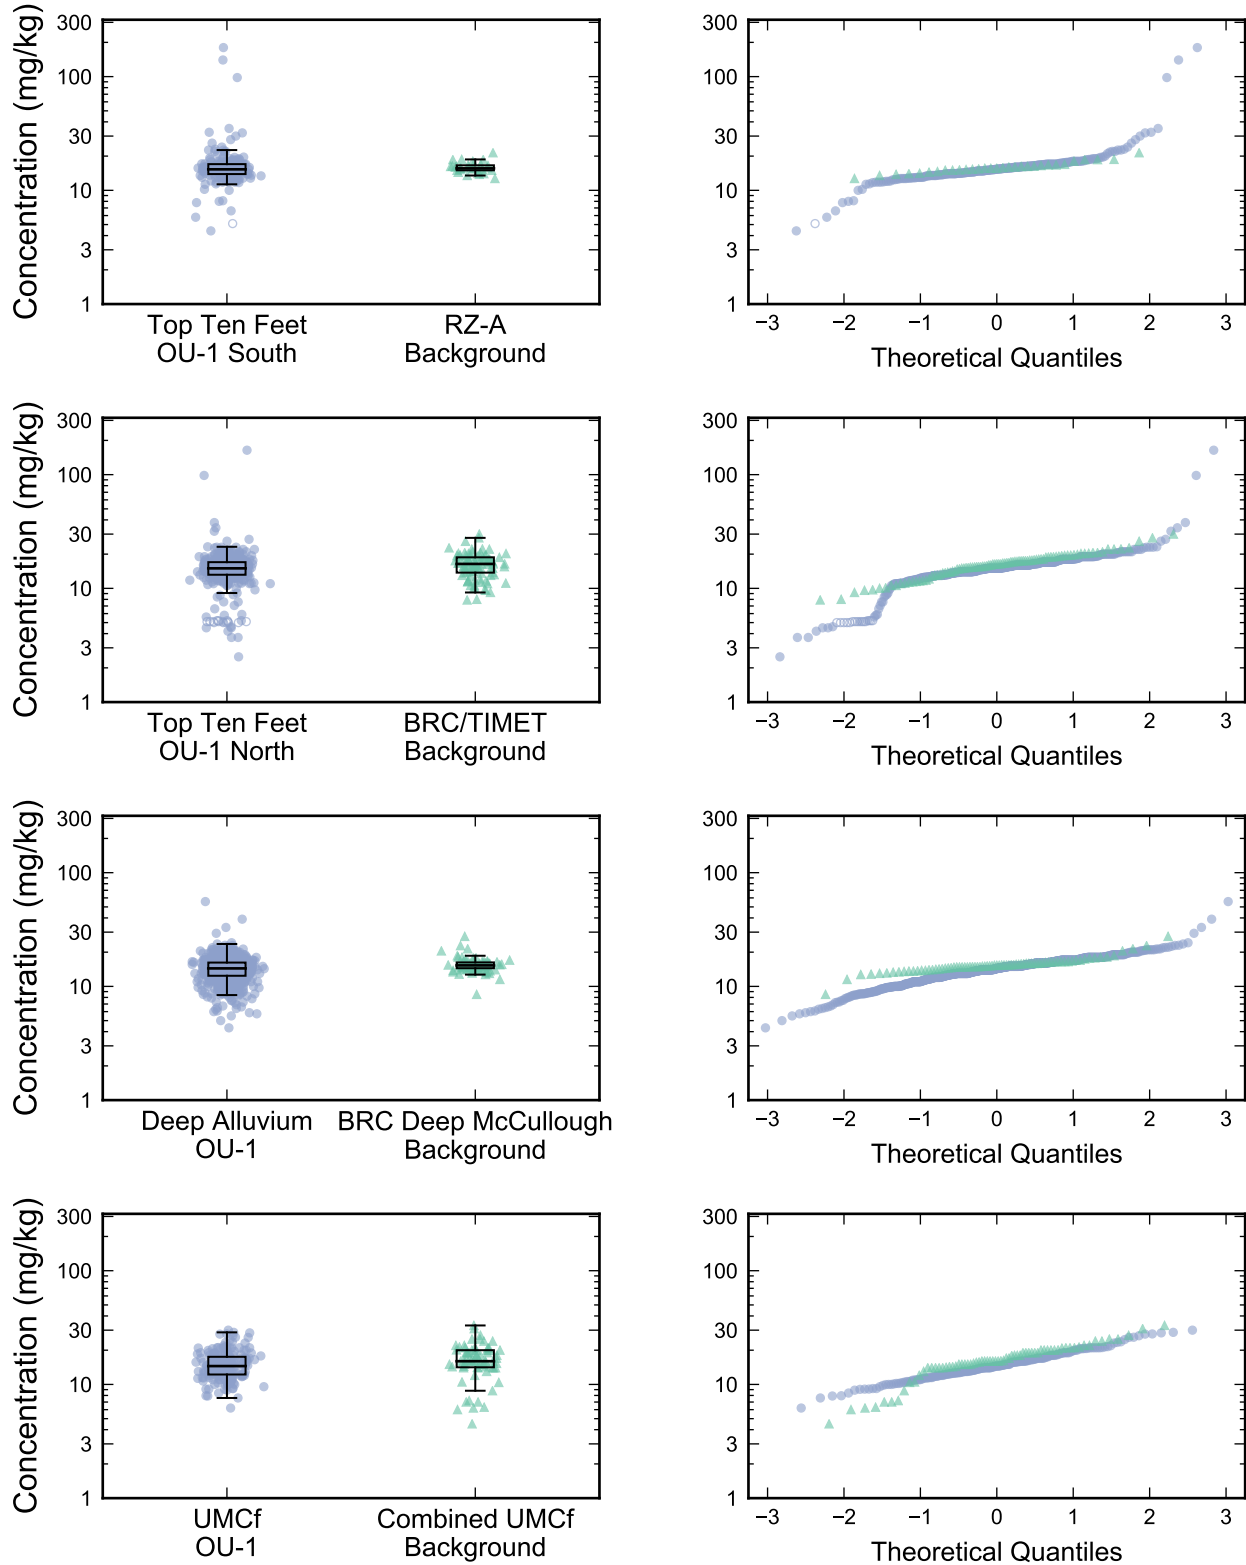 Concentration (mg/kg)
300
100
30
10
3
1
Top Ten Feet
OU-1 South
RZ-A
Background
300
100
30
10
3
1
−3 −2 −1 0 1 2 3
Theoretical Quantiles
Concentration (mg/kg)
300
100
30
10
3
1
Top Ten Feet
OU-1 North
BRC/TIMET
Background
300
100
30
10
3
1
−3 −2 −1 0 1 2 3
Theoretical Quantiles
Concentration (mg/kg)
300
100
30
10
3
1
Deep Alluvium
OU-1
BRC Deep McCullough
Background
300
100
30
10
3
1
−3 −2 −1 0 1 2 3
Theoretical Quantiles
Concentration (mg/kg)
300
100
30
10
3
1
UMCf
OU-1
Combined UMCf
Background
300
100
30
10
3
1
−3 −2 −1 0 1 2 3
Theoretical Quantiles